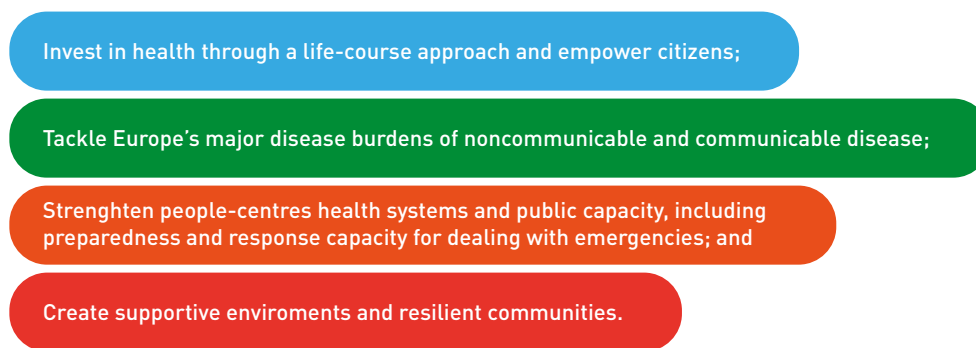 Invest in health through a life-course approach and empower citizens;
Tackle Europe’s major disease burdens of noncommunicable and communicable disease;
Strenghten people-centres health systems and public capacity, including
preparedness and response capacity for dealing with emergencies; and
Create supportive enviroments and resilient communities.